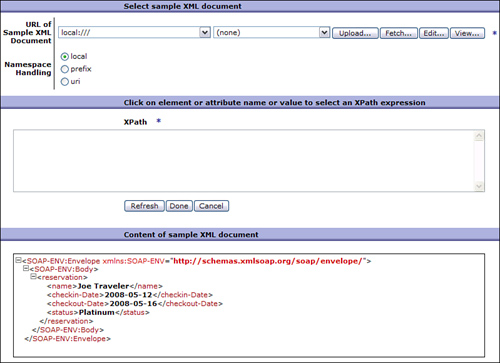 Select sample XML document
URL of
Sample XML
Document
local:/// (none) Upload... Fetch... Edit... View... *
Namespace
Handling
local
prefix
uri
Click on element or attribute name or value to select an XPath expression
XPath *
Refresh Done Cancel
Content of sample XML document
<SOAP-ENV:Envelope xmlns:SOAP-ENV="http://schemas.xmlsoap.org/soap/envelope/">
<SOAP-ENV:Body>
<reservation>
<name>Joe Traveler</name>
<checkin-Date>2008-05-12</checkin-Date>
<checkout-Date>2008-05-16</checkout-Date>
<status>Platinum</status>
</reservation>
</SOAP-ENV:Body>
</SOAP-ENV:Envelope>